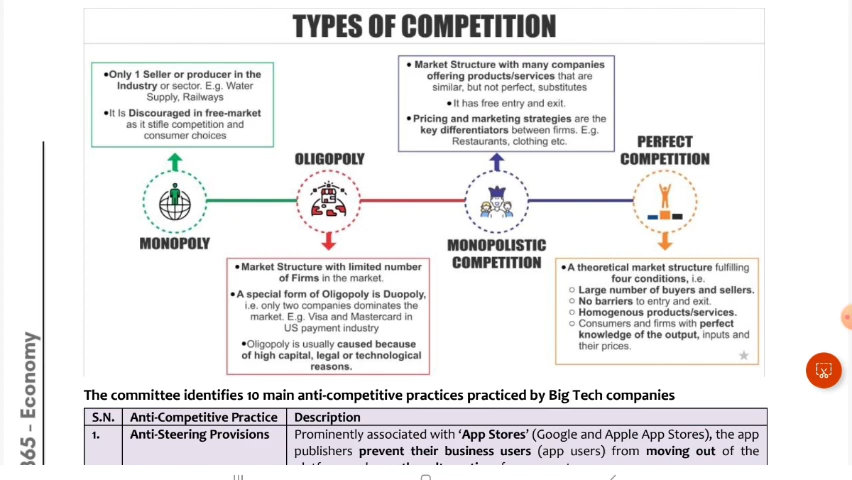 TYPES OF COMPETITION
•Only 1 Seller or producer in the
Industry or sector. E.g. Water
Supply, Railways
•It Is Discouraged in free-market
as it stifle competition and
consumer choices
• Market Structure with many companies
offering products/services that are
similar, but not perfect, substitutes
• It has free entry and exit.
• Pricing and marketing strategies are the
key differentiators between firms. E.g.
Restaurants, clothing etc.
OLIGOPOLY
PERFECT
COMPETITION
MONOPOLY
MONOPOLISTIC
COMPETITION
• Market Structure with limited number
of Firms in the market.
•A special form of Oligopoly is Duopoly,
i.e. only two companies dominates the
market. E.g. Visa and Mastercard in
US payment industry
•Oligopoly is usually caused because
of high capital, legal or technological
reasons.
•A theoretical market structure fulfilling
four conditions, i.e.
○ Large number of buyers and sellers.
○ No barriers to entry and exit.
○ Homogenous products/services.
○ Consumers and firms with perfect
knowledge of the output, inputs and
their prices.
365 - Economy
The committee identifies 10 main anti-competitive practices practiced by Big Tech companies
S.N. Anti-Competitive Practice Description
1. Anti-Steering Provisions Prominently associated with 'App Stores' (Google and Apple App Stores), the app
publishers prevent their business users (app users) from moving out of the